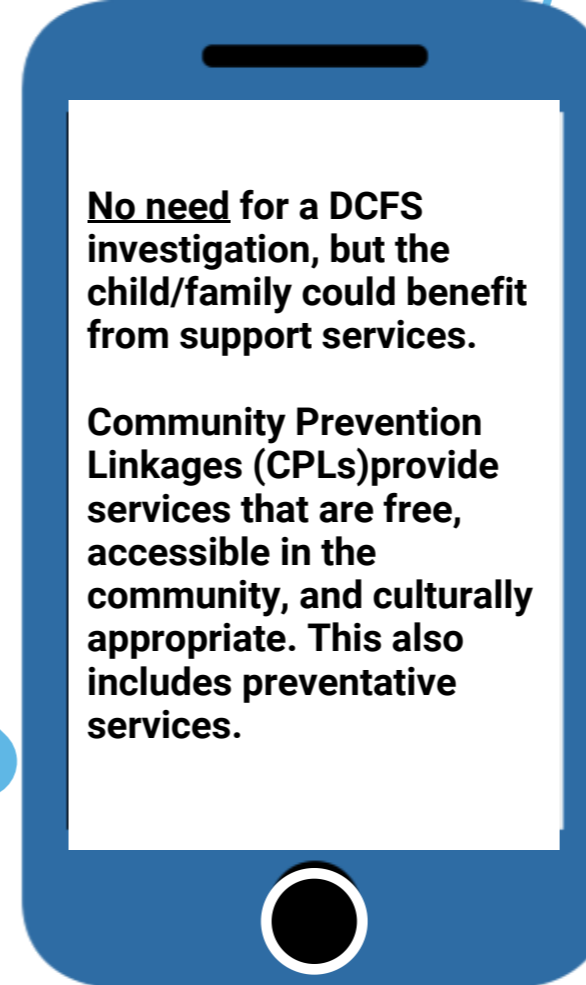 No need for a DCFS
investigation, but the
child/family could benefit
from support services.
Community Prevention
Linkages (CPLs)provide
services that are free,
accessible in the
community, and culturally
appropriate. This also
includes preventative
services.